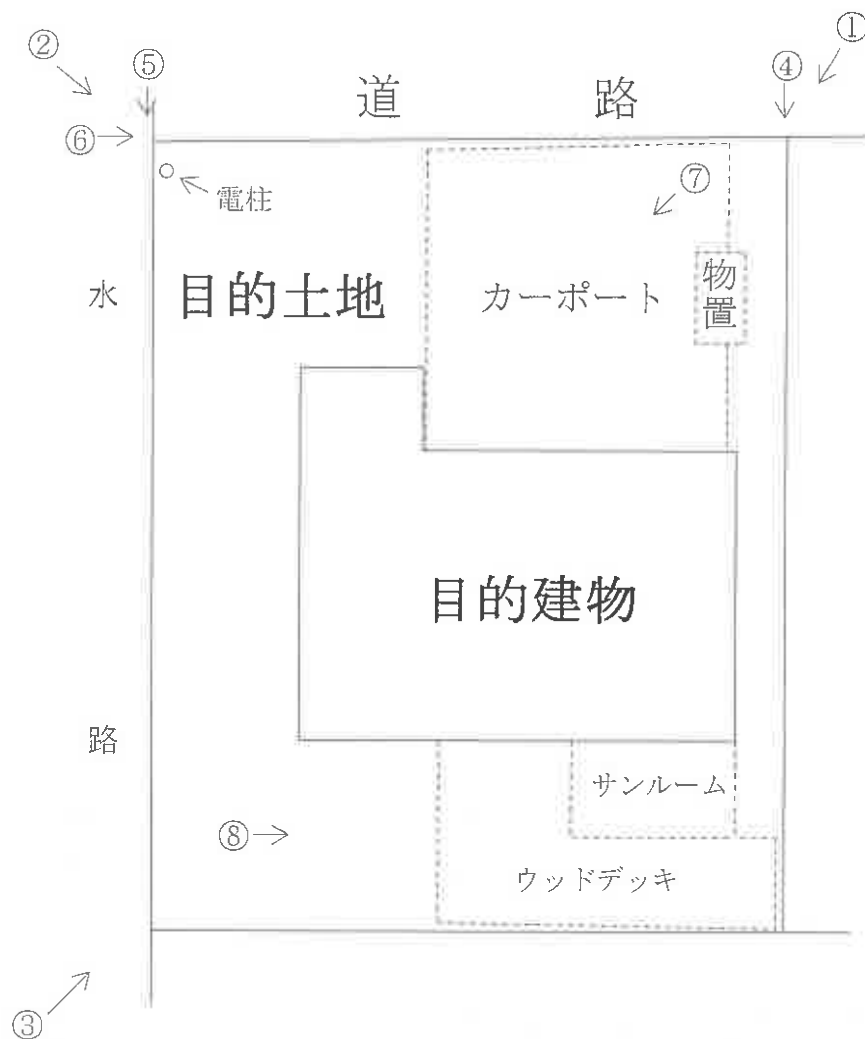 ①
②
⑤
④
道路
⑥
電柱
⑦
水路
目的土地
カーポート
物置
目的建物
サンルーム
⑧
ウッドデッキ
③